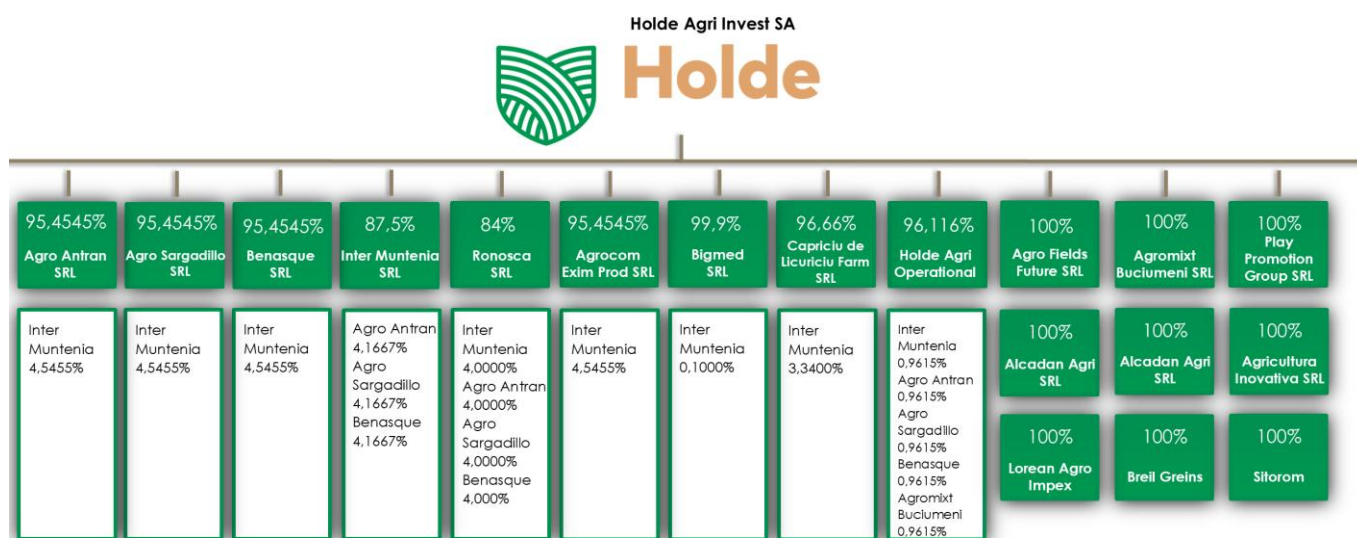 Holde Agri Invest SA
Holde
95,4545%
Agro Antran
SRL
95,4545%
Agro Sargadillo
SRL
95,4545%
Benasque
SRL
87,5%
Inter Muntenia
SRL
84%
Ronosca
SRL
95,4545%
Agrocom
Exim Prod SRL
99,9%
Bigmed
SRL
96,66%
Capriciu de
Licuriciu Farm
SRL
96,116%
Holde Agri
Operational
100%
Agro Fields
Future SRL
100%
Agromixt
Buciumeni SRL
100%
Play
Promotion
Group SRL
Inter
Muntenia
4,5455%
Inter
Muntenia
4,5455%
Inter
Muntenia
4,5455%
Agro Antran
4,1667%
Agro
Sargadillo
4,1667%
Benasque
4,1667%
Inter
Muntenia
4,0000%
Agro Antran
4,0000%
Agro
Sargadillo
4,0000%
Benasque
4,000%
Inter
Muntenia
4,5455%
Inter
Muntenia
0,1000%
Inter
Muntenia
3,3400%
Inter
Muntenia
0,9615%
Agro Antran
0,9615%
Agro
Sargadillo
0,9615%
Benasque
0,9615%
Agromixt
Buciumeni
0,9615%
100%
Alcadan Agri
SRL
100%
Alcadan Agri
SRL
100%
Agricultura
Inovativa SRL
100%
Lorean Agro
Impex
100%
Breil Greins
100%
Sitorom